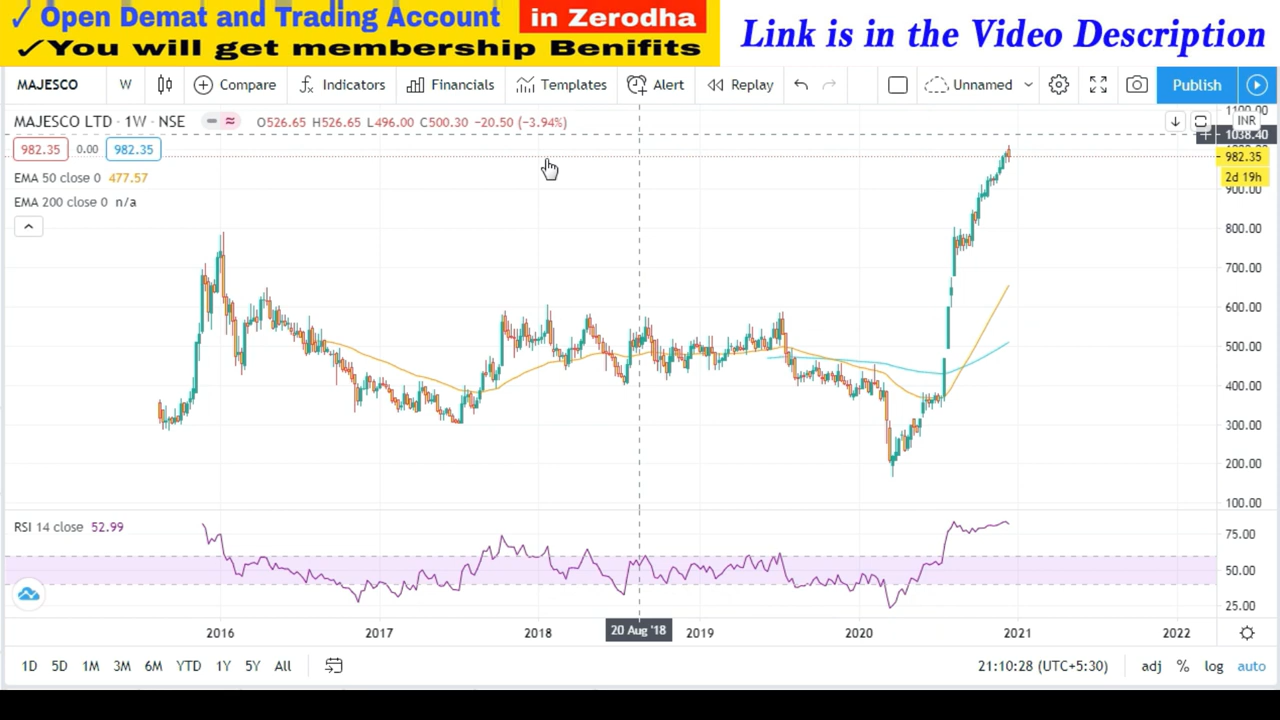 ✓ Open Demat and Trading Account in Zerodha
✓You will get membership Benifits
Link is in the Video Description
MAJESCO W Compare Indicators Financials Templates Alert Replay Unnamed Publish
MAJESCO LTD · 1W · NSE O526.65 H526.65 L496.00 C500.30 −20.50 (−3.94%)
INR
1038.40
982.35 0.00 982.35
982.35
2d 19h
EMA 50 close 0 477.57
EMA 200 close 0 n/a
900.00
800.00
700.00
600.00
500.00
400.00
300.00
200.00
100.00
RSI 14 close 52.99
75.00
50.00
25.00
2016 2017 2018 20 Aug '18 2019 2020 2021 2022
1D 5D 1M 3M 6M YTD 1Y 5Y All 21:10:28 (UTC+5:30) adj % log auto